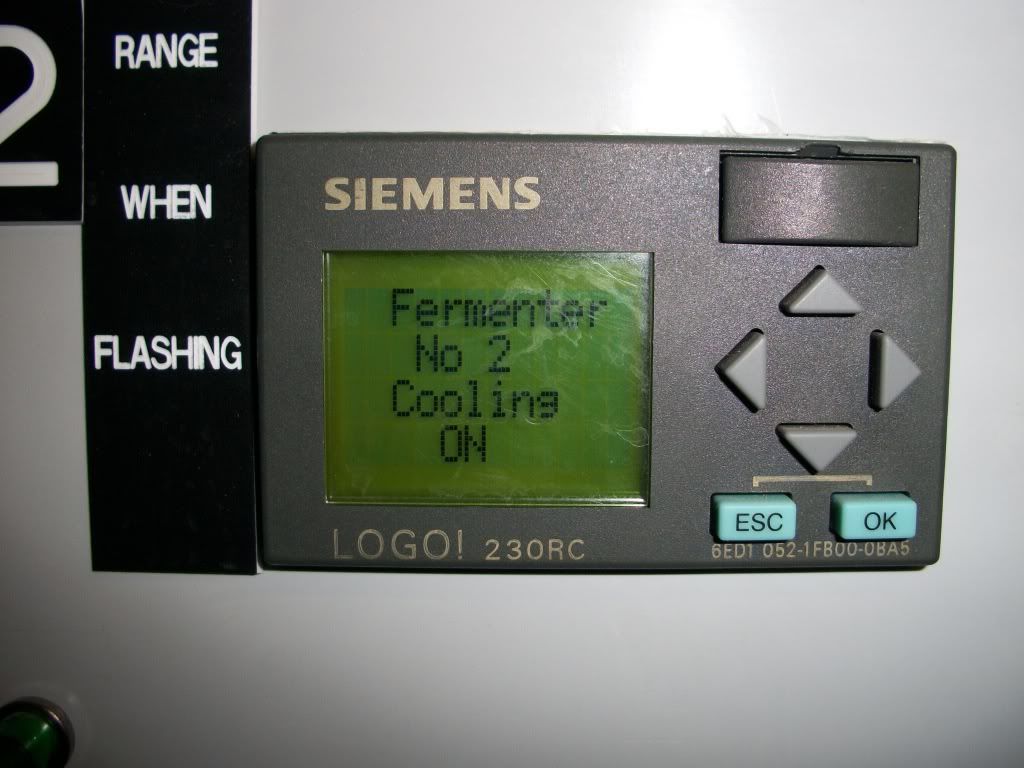 2
RANGE
WHEN
FLASHING
SIEMENS
Fermenter
No 2
Cooling
ON
ESC
OK
LOGO! 230RC
6ED1 052-1FB00-0BA5